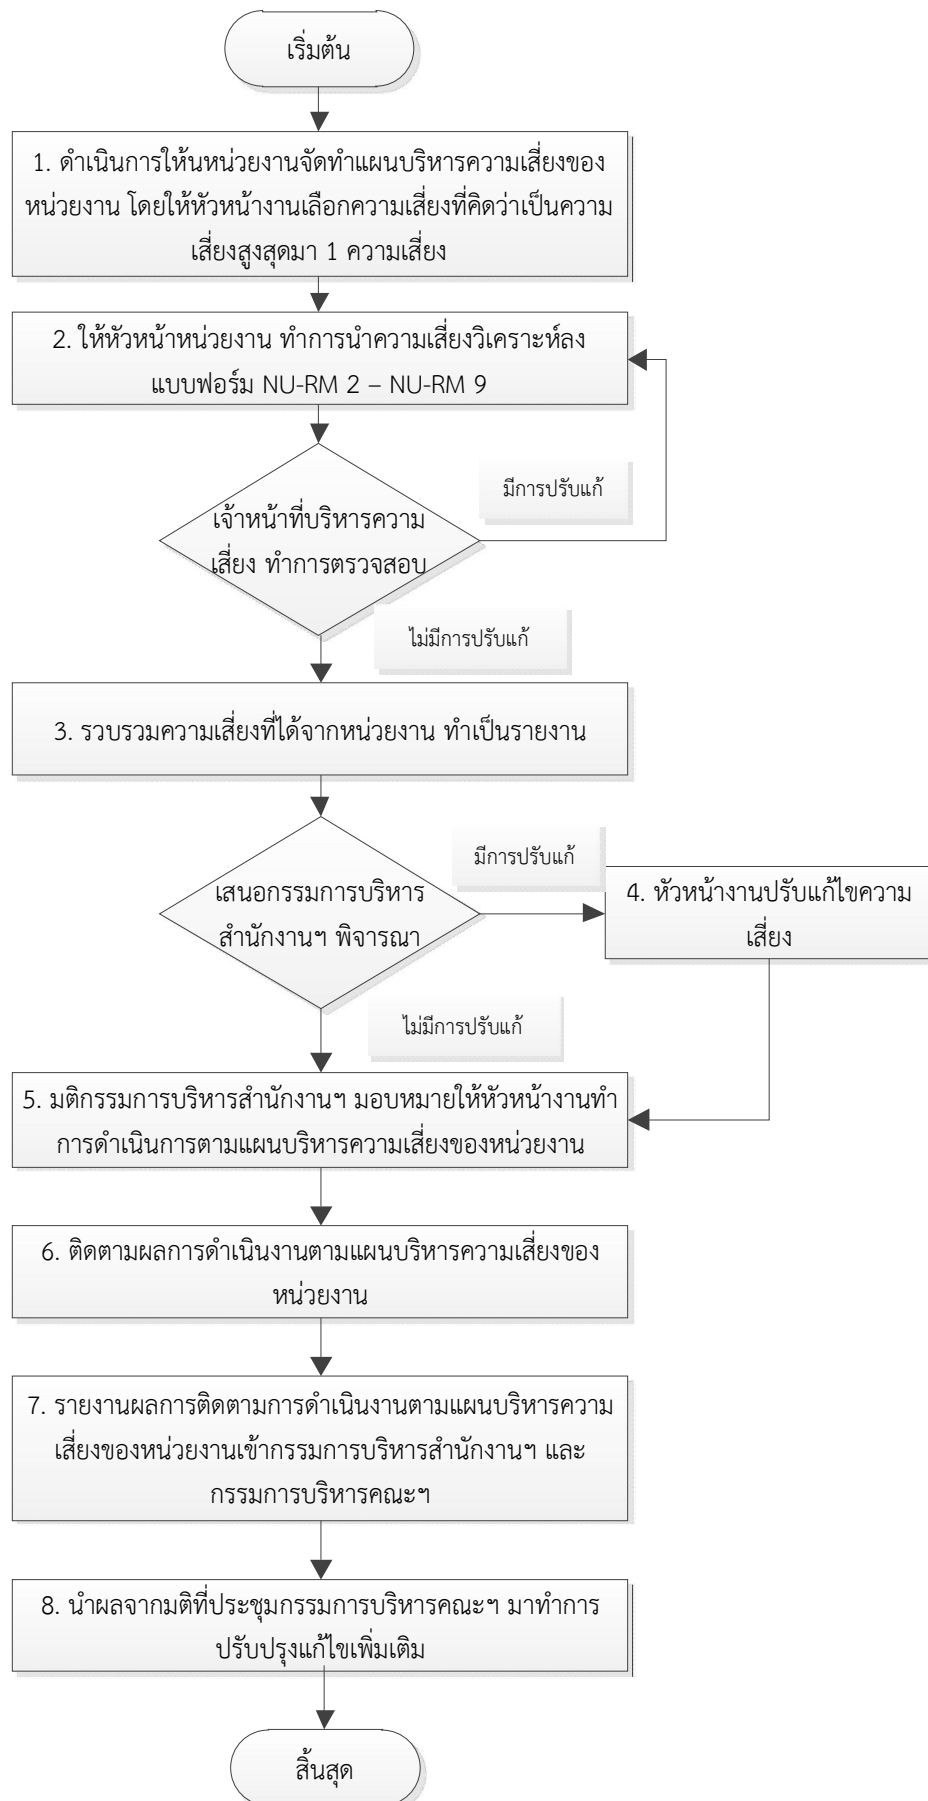 เริ่มต้น
1. ดำเนินการให้นหน่วยงานจัดทำแผนบริหารความเสี่ยงของ
หน่วยงาน โดยให้หัวหน้างานเลือกความเสี่ยงที่คิดว่าเป็นความ
เสี่ยงสูงสุดมา 1 ความเสี่ยง
2. ให้หัวหน้าหน่วยงาน ทำการนำความเสี่ยงวิเคราะห์ลง
แบบฟอร์ม NU-RM 2 – NU-RM 9
มีการปรับแก้
เจ้าหน้าที่บริหารความ
เสี่ยง ทำการตรวจสอบ
ไม่มีการปรับแก้
3. รวบรวมความเสี่ยงที่ได้จากหน่วยงาน ทำเป็นรายงาน
มีการปรับแก้
เสนอกรรมการบริหาร
สำนักงานฯ พิจารณา
4. หัวหน้างานปรับแก้ไขความ
เสี่ยง
ไม่มีการปรับแก้
5. มติกรรมการบริหารสำนักงานฯ มอบหมายให้หัวหน้างานทำ
การดำเนินการตามแผนบริหารความเสี่ยงของหน่วยงาน
6. ติดตามผลการดำเนินงานตามแผนบริหารความเสี่ยงของ
หน่วยงาน
7. รายงานผลการติดตามการดำเนินงานตามแผนบริหารความ
เสี่ยงของหน่วยงานเข้ากรรมการบริหารสำนักงานฯ และ
กรรมการบริหารคณะฯ
8. นำผลจากมติที่ประชุมกรรมการบริหารคณะฯ มาทำการ
ปรับปรุงแก้ไขเพิ่มเติม
สิ้นสุด